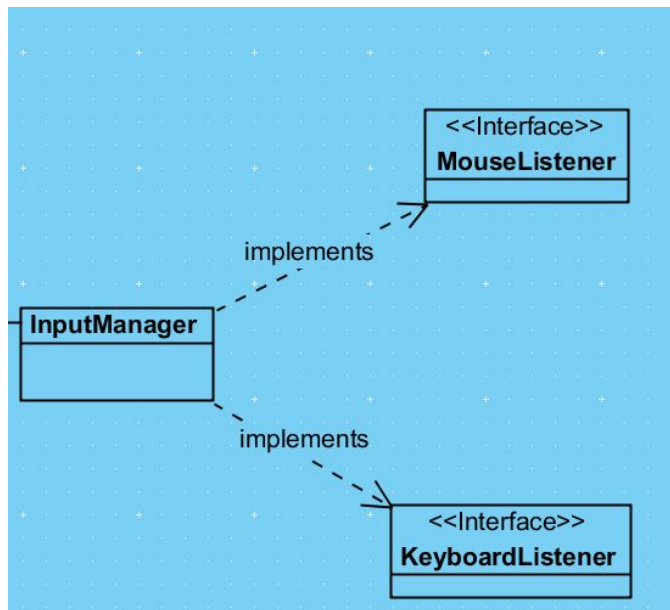 <<Interface>>
MouseListener
implements
InputManager
implements
<<Interface>>
KeyboardListener